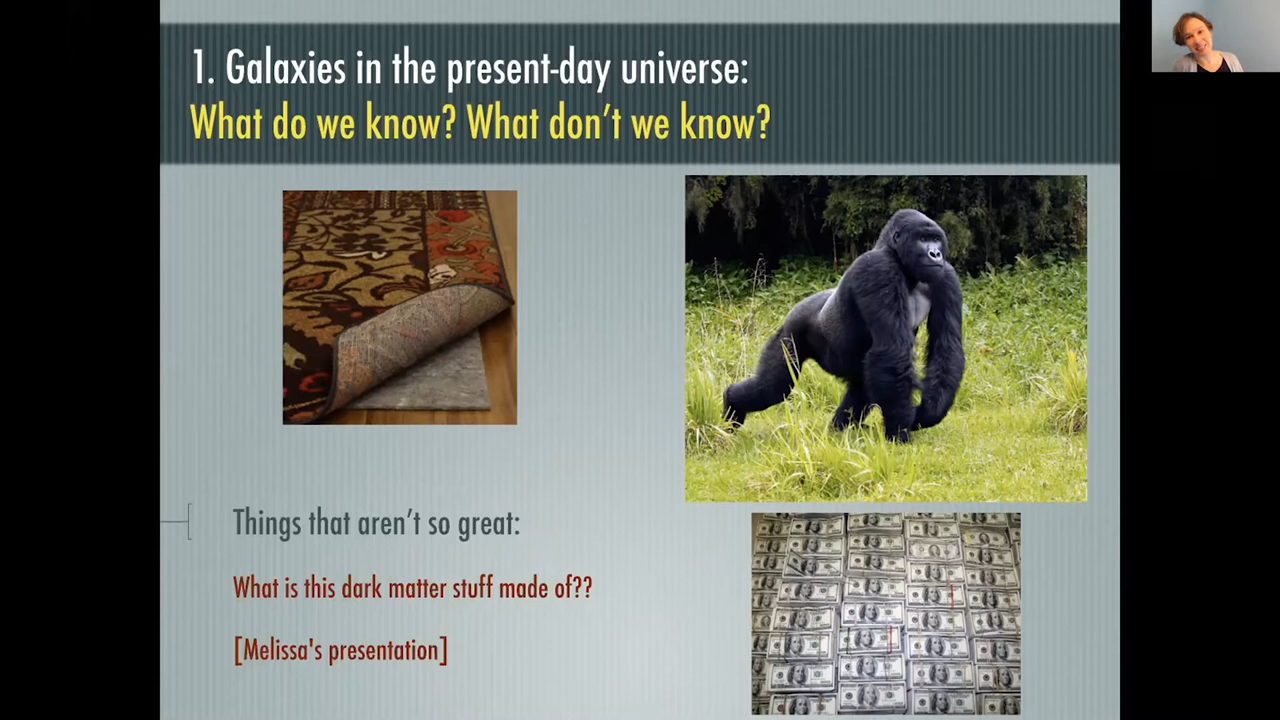 1. Galaxies in the present-day universe:
What do we know? What don't we know?
Things that aren't so great:
What is this dark matter stuff made of??
[Melissa's presentation]